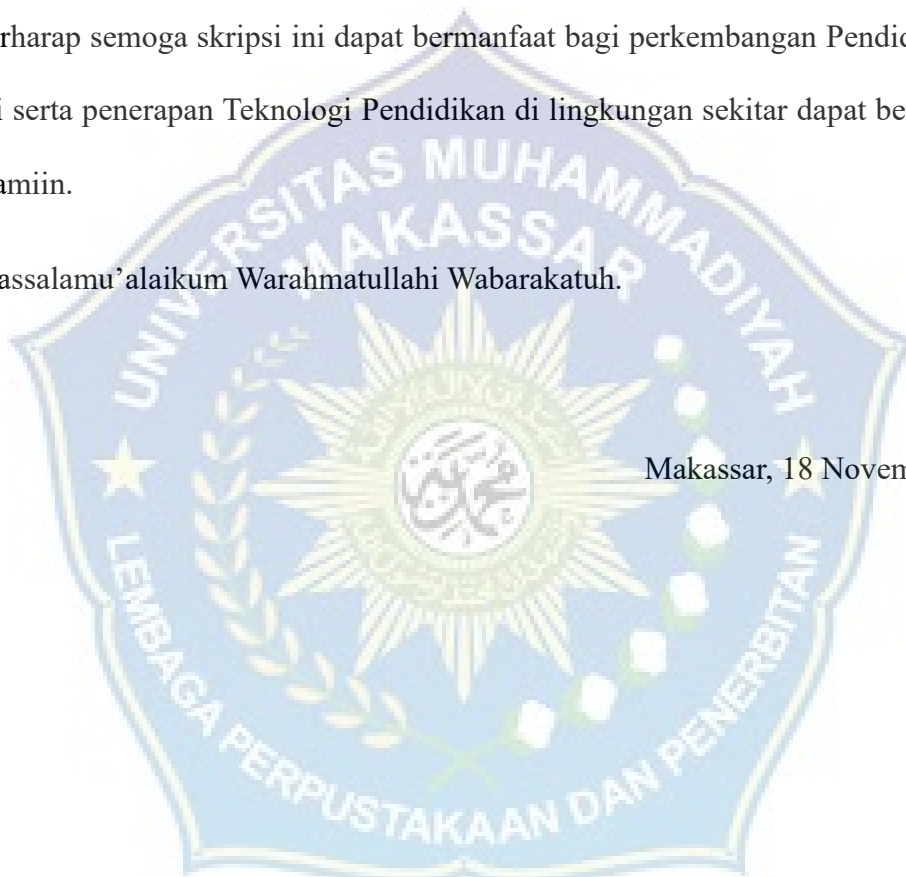 rharap semoga skripsi ini dapat bermanfaat bagi perkembangan Pendid
i serta penerapan Teknologi Pendidikan di lingkungan sekitar dapat be
amiin.
assalamu’alaikum Warahmatullahi Wabarakatuh.
Makassar, 18 Novem
UNIVERSITAS MUHAMMADIYAH
MAKASSAR
LEMBAGA PERPUSTAKAAN DAN PENERBITAN